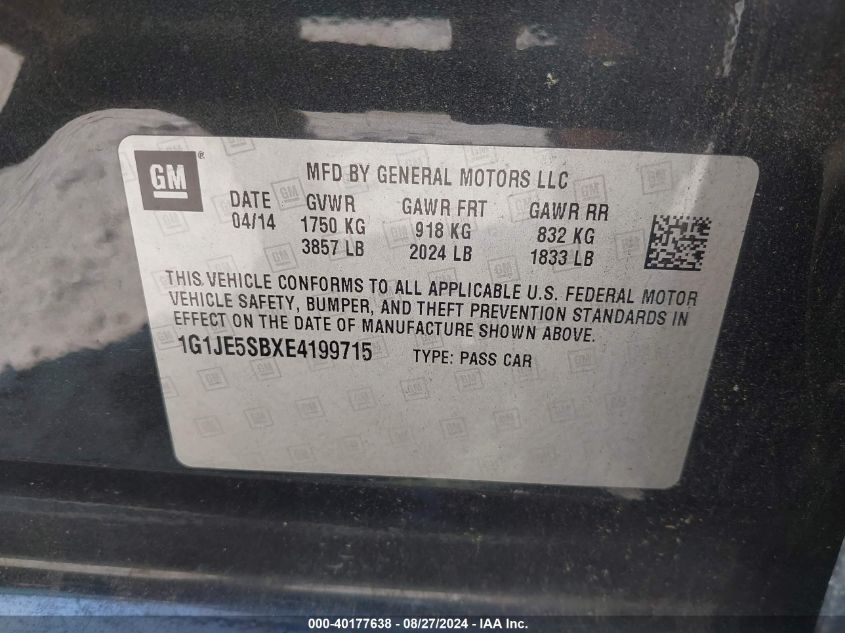 GM®
MFD BY GENERAL MOTORS LLC
DATE GVWR GAWR FRT GAWR RR
04/14 1750 KG 918 KG 832 KG
3857 LB 2024 LB 1833 LB
THIS VEHICLE CONFORMS TO ALL APPLICABLE U.S. FEDERAL MOTOR
VEHICLE SAFETY, BUMPER, AND THEFT PREVENTION STANDARDS IN
EFFECT ON THE DATE OF MANUFACTURE SHOWN ABOVE.
1G1JE5SBXE4199715 TYPE: PASS CAR
000-40177638 - 08/27/2024 - IAA Inc.